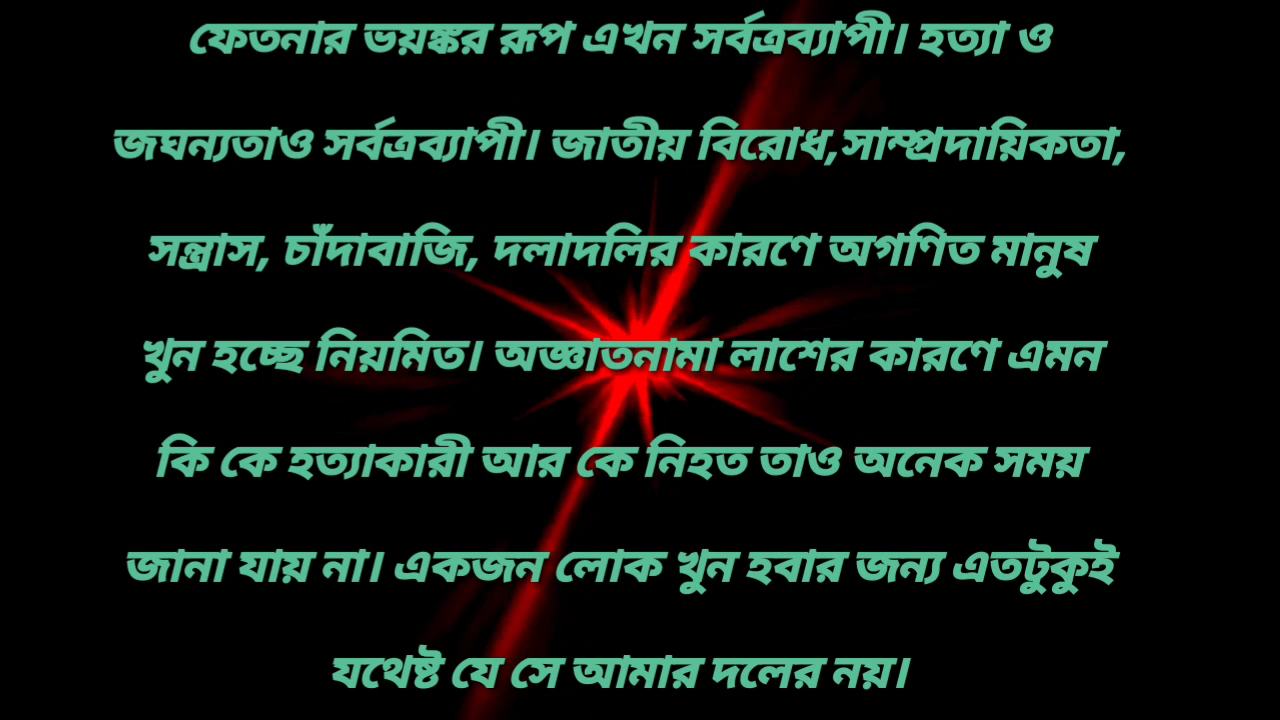 ফেতনার ভয়ঙ্কর রূপ এখন সর্বত্রব্যাপী। হত্যা ও
জঘন্যতাও সর্বত্রব্যাপী। জাতীয় বিরোধ,সাম্প্রদায়িকতা,
সন্ত্রাস, চাঁদাবাজি, দলাদলির কারণে অগণিত মানুষ
খুন হচ্ছে নিয়মিত। অজ্ঞাতনামা লাশের কারণে এমন
কি কে হত্যাকারী আর কে নিহত তাও অনেক সময়
জানা যায় না। একজন লোক খুন হবার জন্য এতটুকুই
যথেষ্ট যে সে আমার দলের নয়।